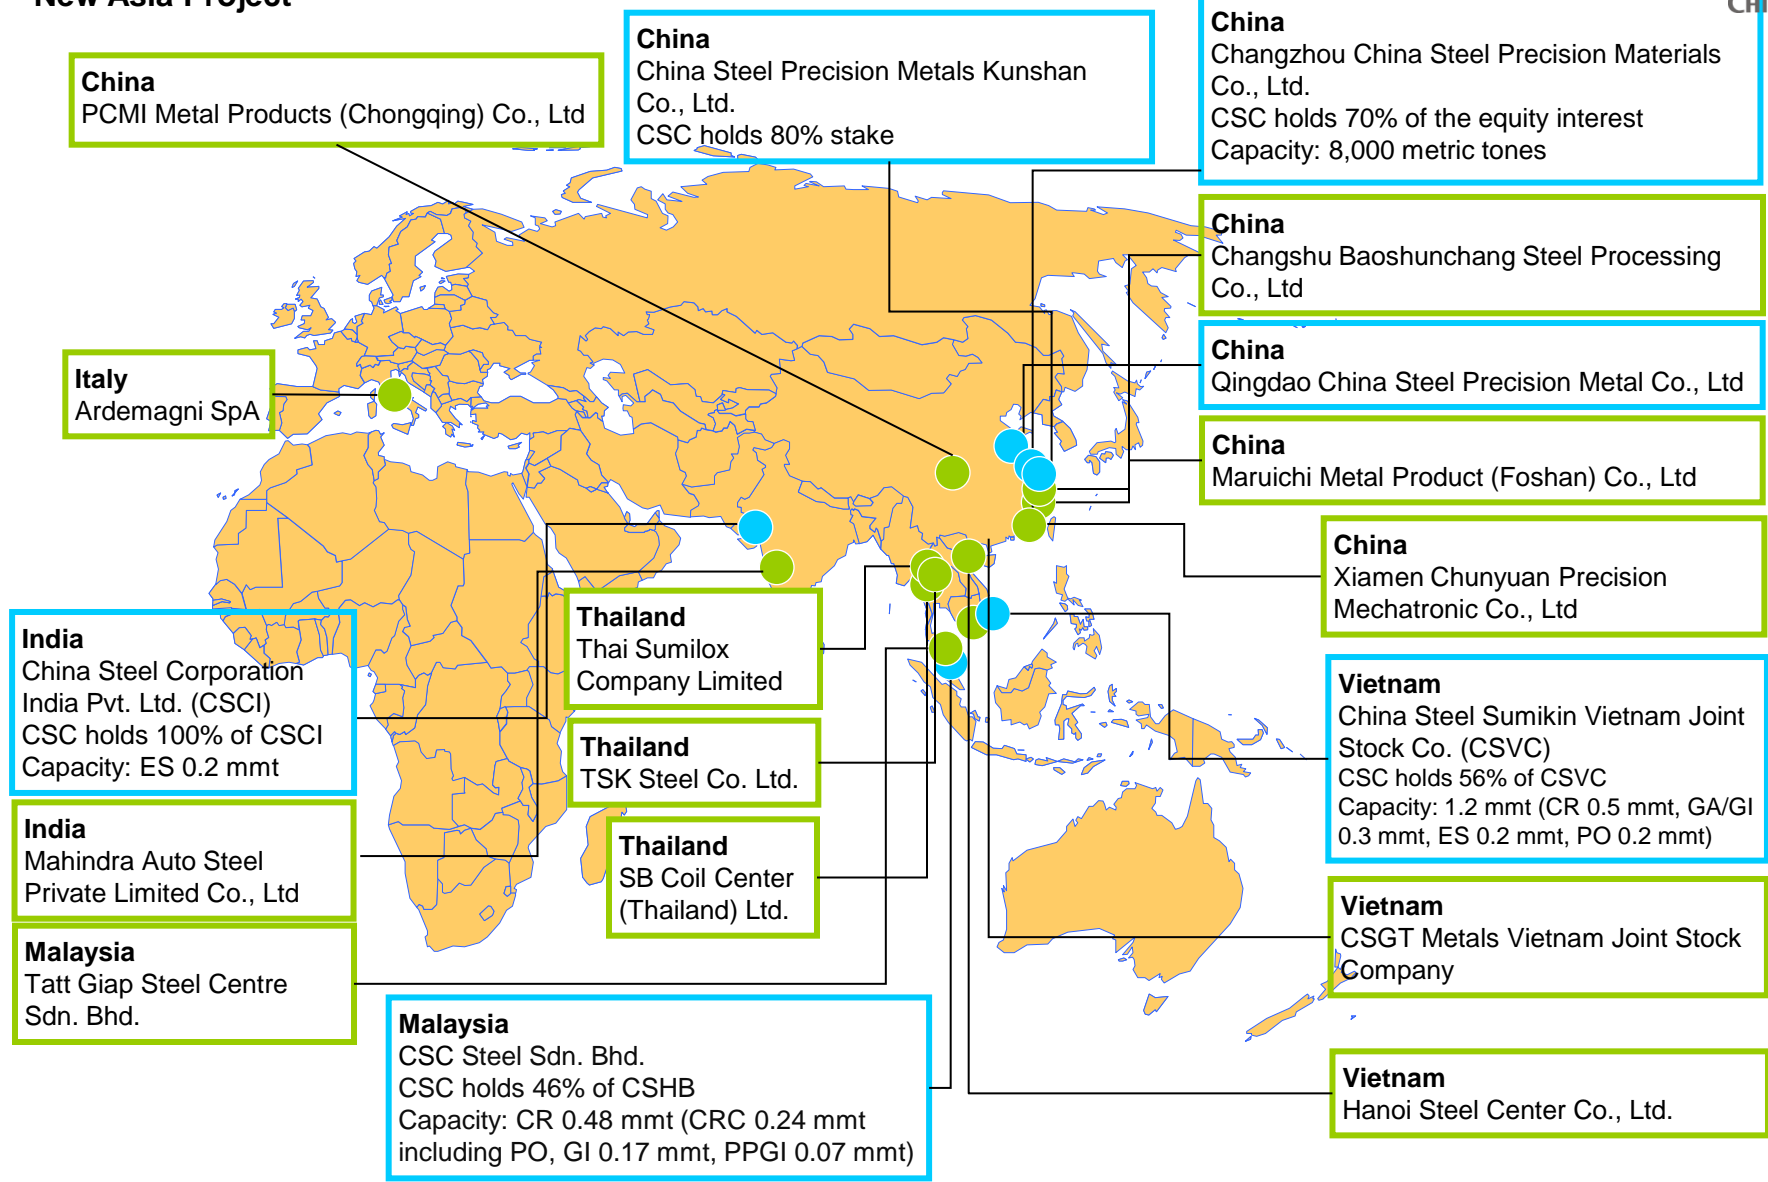 New Asia Project
China
PCMI Metal Products (Chongqing) Co., Ltd
China
China Steel Precision Metals Kunshan
Co., Ltd.
CSC holds 80% stake
China
Changzhou China Steel Precision Materials
Co., Ltd.
CSC holds 70% of the equity interest
Capacity: 8,000 metric tones
China
Changshu Baoshunchang Steel Processing
Co., Ltd
China
Qingdao China Steel Precision Metal Co., Ltd
China
Maruichi Metal Product (Foshan) Co., Ltd
China
Xiamen Chunyuan Precision
Mechatronic Co., Ltd
Italy
Ardemagni SpA
India
China Steel Corporation
India Pvt. Ltd. (CSCI)
CSC holds 100% of CSCI
Capacity: ES 0.2 mmt
India
Mahindra Auto Steel
Private Limited Co., Ltd
Malaysia
Tatt Giap Steel Centre
Sdn. Bhd.
Thailand
Thai Sumilox
Company Limited
Thailand
TSK Steel Co. Ltd.
Thailand
SB Coil Center
(Thailand) Ltd.
Malaysia
CSC Steel Sdn. Bhd.
CSC holds 46% of CSHB
Capacity: CR 0.48 mmt (CRC 0.24 mmt
including PO, GI 0.17 mmt, PPGI 0.07 mmt)
Vietnam
China Steel Sumikin Vietnam Joint
Stock Co. (CSVC)
CSC holds 56% of CSVC
Capacity: 1.2 mmt (CR 0.5 mmt, GA/GI
0.3 mmt, ES 0.2 mmt, PO 0.2 mmt)
Vietnam
CSGT Metals Vietnam Joint Stock
Company
Vietnam
Hanoi Steel Center Co., Ltd.